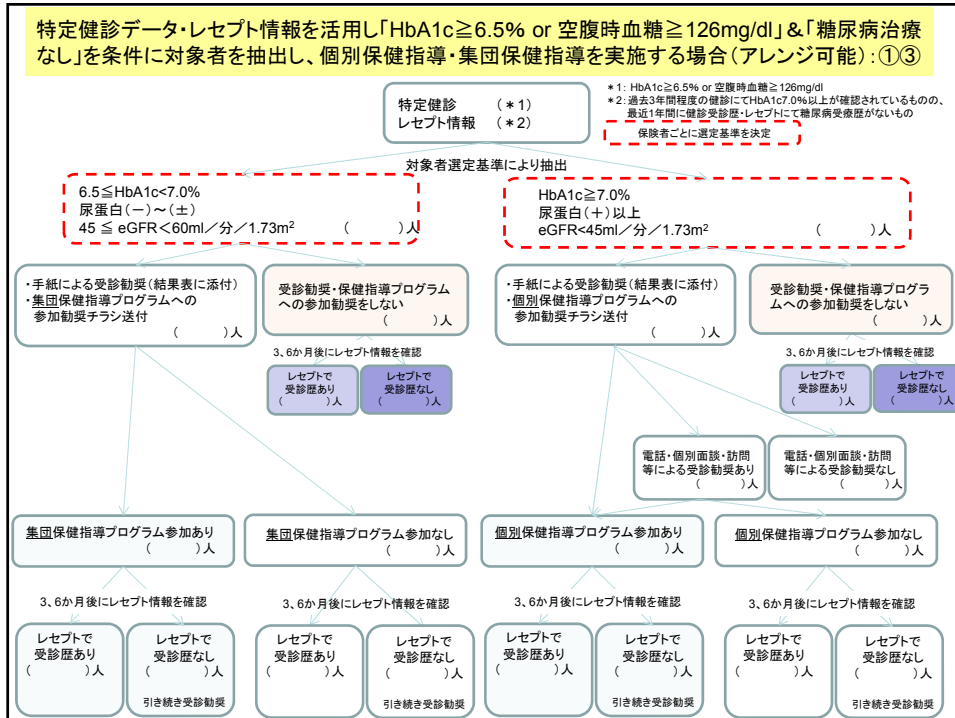 特定健診データ・レセプト情報を活用し「HbA1c≧6.5% or 空腹時血糖≧126mg/dl」&「糖尿病治療
なし」を条件に対象者を抽出し、個別保健指導・集団保健指導を実施する場合(アレンジ可能):①③
特定健診 (*1)
レセプト情報 (*2)
*1: HbA1c≧6.5% or 空腹時血糖≧126mg/dl
*2:過去3年間程度の健診にてHbA1c7.0%以上が確認されているものの、
最近1年間に健診受診歴・レセプトにて糖尿病受療歴がないもの
保険者ごとに選定基準を決定
対象者選定基準により抽出
6.5≦HbA1c<7.0%
尿蛋白(-)~(±)
45 ≦ eGFR<60ml/分/1.73m² ( )人
HbA1c≧7.0%
尿蛋白(+)以上
eGFR<45ml/分/1.73m² ( )人
・手紙による受診勧奨(結果表に添付)
・集団保健指導プログラムへの
参加勧奨チラシ送付
( )人
受診勧奨・保健指導プログラム
への参加勧奨をしない
( )人
・手紙による受診勧奨(結果表に添付)
・個別保健指導プログラムへの
参加勧奨チラシ送付
( )人
受診勧奨・保健指導プログラ
ムへの参加勧奨をしない
( )人
3、6か月後にレセプト情報を確認
レセプトで
受診歴あり
( )人
レセプトで
受診歴なし
( )人
3、6か月後にレセプト情報を確認
レセプトで
受診歴あり
( )人
レセプトで
受診歴なし
( )人
電話・個別面談・訪問
等による受診勧奨あり
( )人
電話・個別面談・訪問
等による受診勧奨なし
( )人
集団保健指導プログラム参加あり
( )人
集団保健指導プログラム参加なし
( )人
個別保健指導プログラム参加あり
( )人
個別保健指導プログラム参加なし
( )人
3、6か月後にレセプト情報を確認
3、6か月後にレセプト情報を確認
3、6か月後にレセプト情報を確認
3、6か月後にレセプト情報を確認
レセプトで
受診歴あり
( )人
レセプトで
受診歴なし
( )人
引き続き受診勧奨
レセプトで
受診歴あり
( )人
レセプトで
受診歴なし
( )人
引き続き受診勧奨
レセプトで
受診歴あり
( )人
レセプトで
受診歴なし
( )人
引き続き受診勧奨
レセプトで
受診歴あり
( )人
レセプトで
受診歴なし
( )人
引き続き受診勧奨